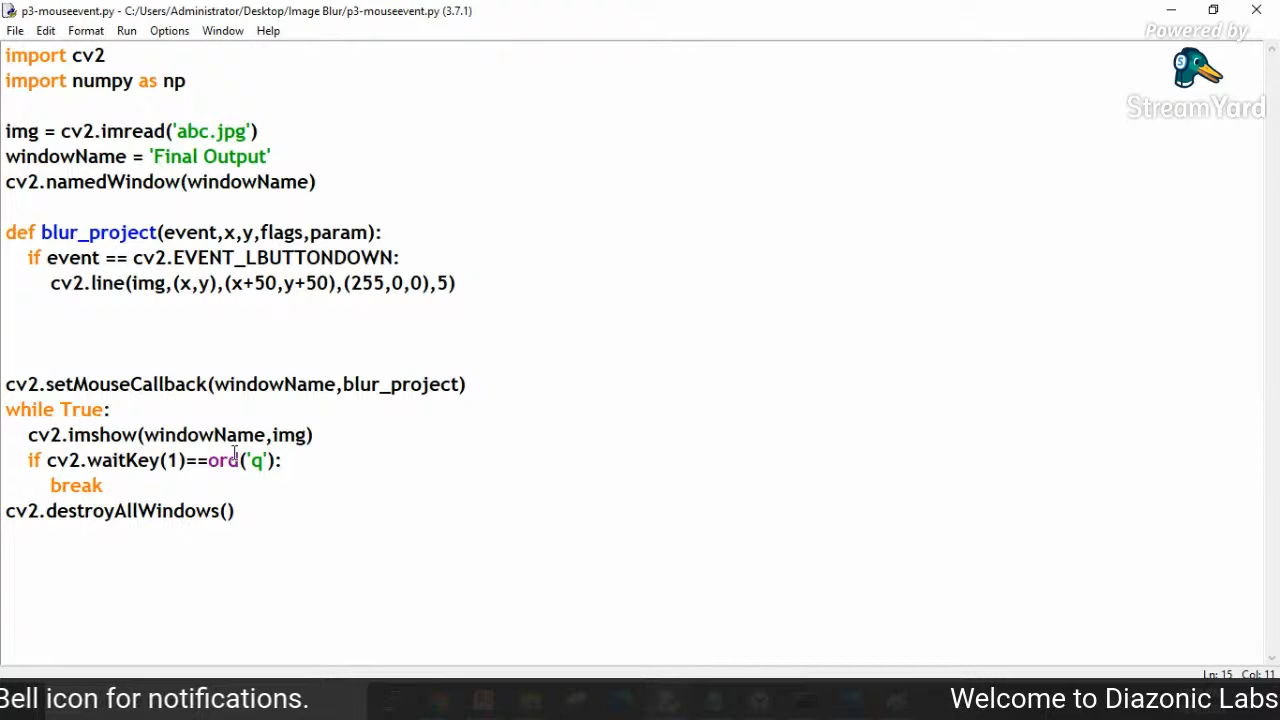 p3-mouseevent.py - C:/Users/Administrator/Desktop/Image Blur/p3-mouseevent.py (3.7.1)
File Edit Format Run Options Window Help
Powered by
S
StreamYard
import cv2
import numpy as np
img = cv2.imread('abc.jpg')
windowName = 'Final Output'
cv2.namedWindow(windowName)
def blur_project(event,x,y,flags,param):
    if event == cv2.EVENT_LBUTTONDOWN:
        cv2.line(img,(x,y),(x+50,y+50),(255,0,0),5)
cv2.setMouseCallback(windowName,blur_project)
while True:
    cv2.imshow(windowName,img)
    if cv2.waitKey(1)==ord('q'):
        break
cv2.destroyAllWindows()
Ln: 15 Col: 11
Bell icon for notifications. Welcome to Diazonic Labs